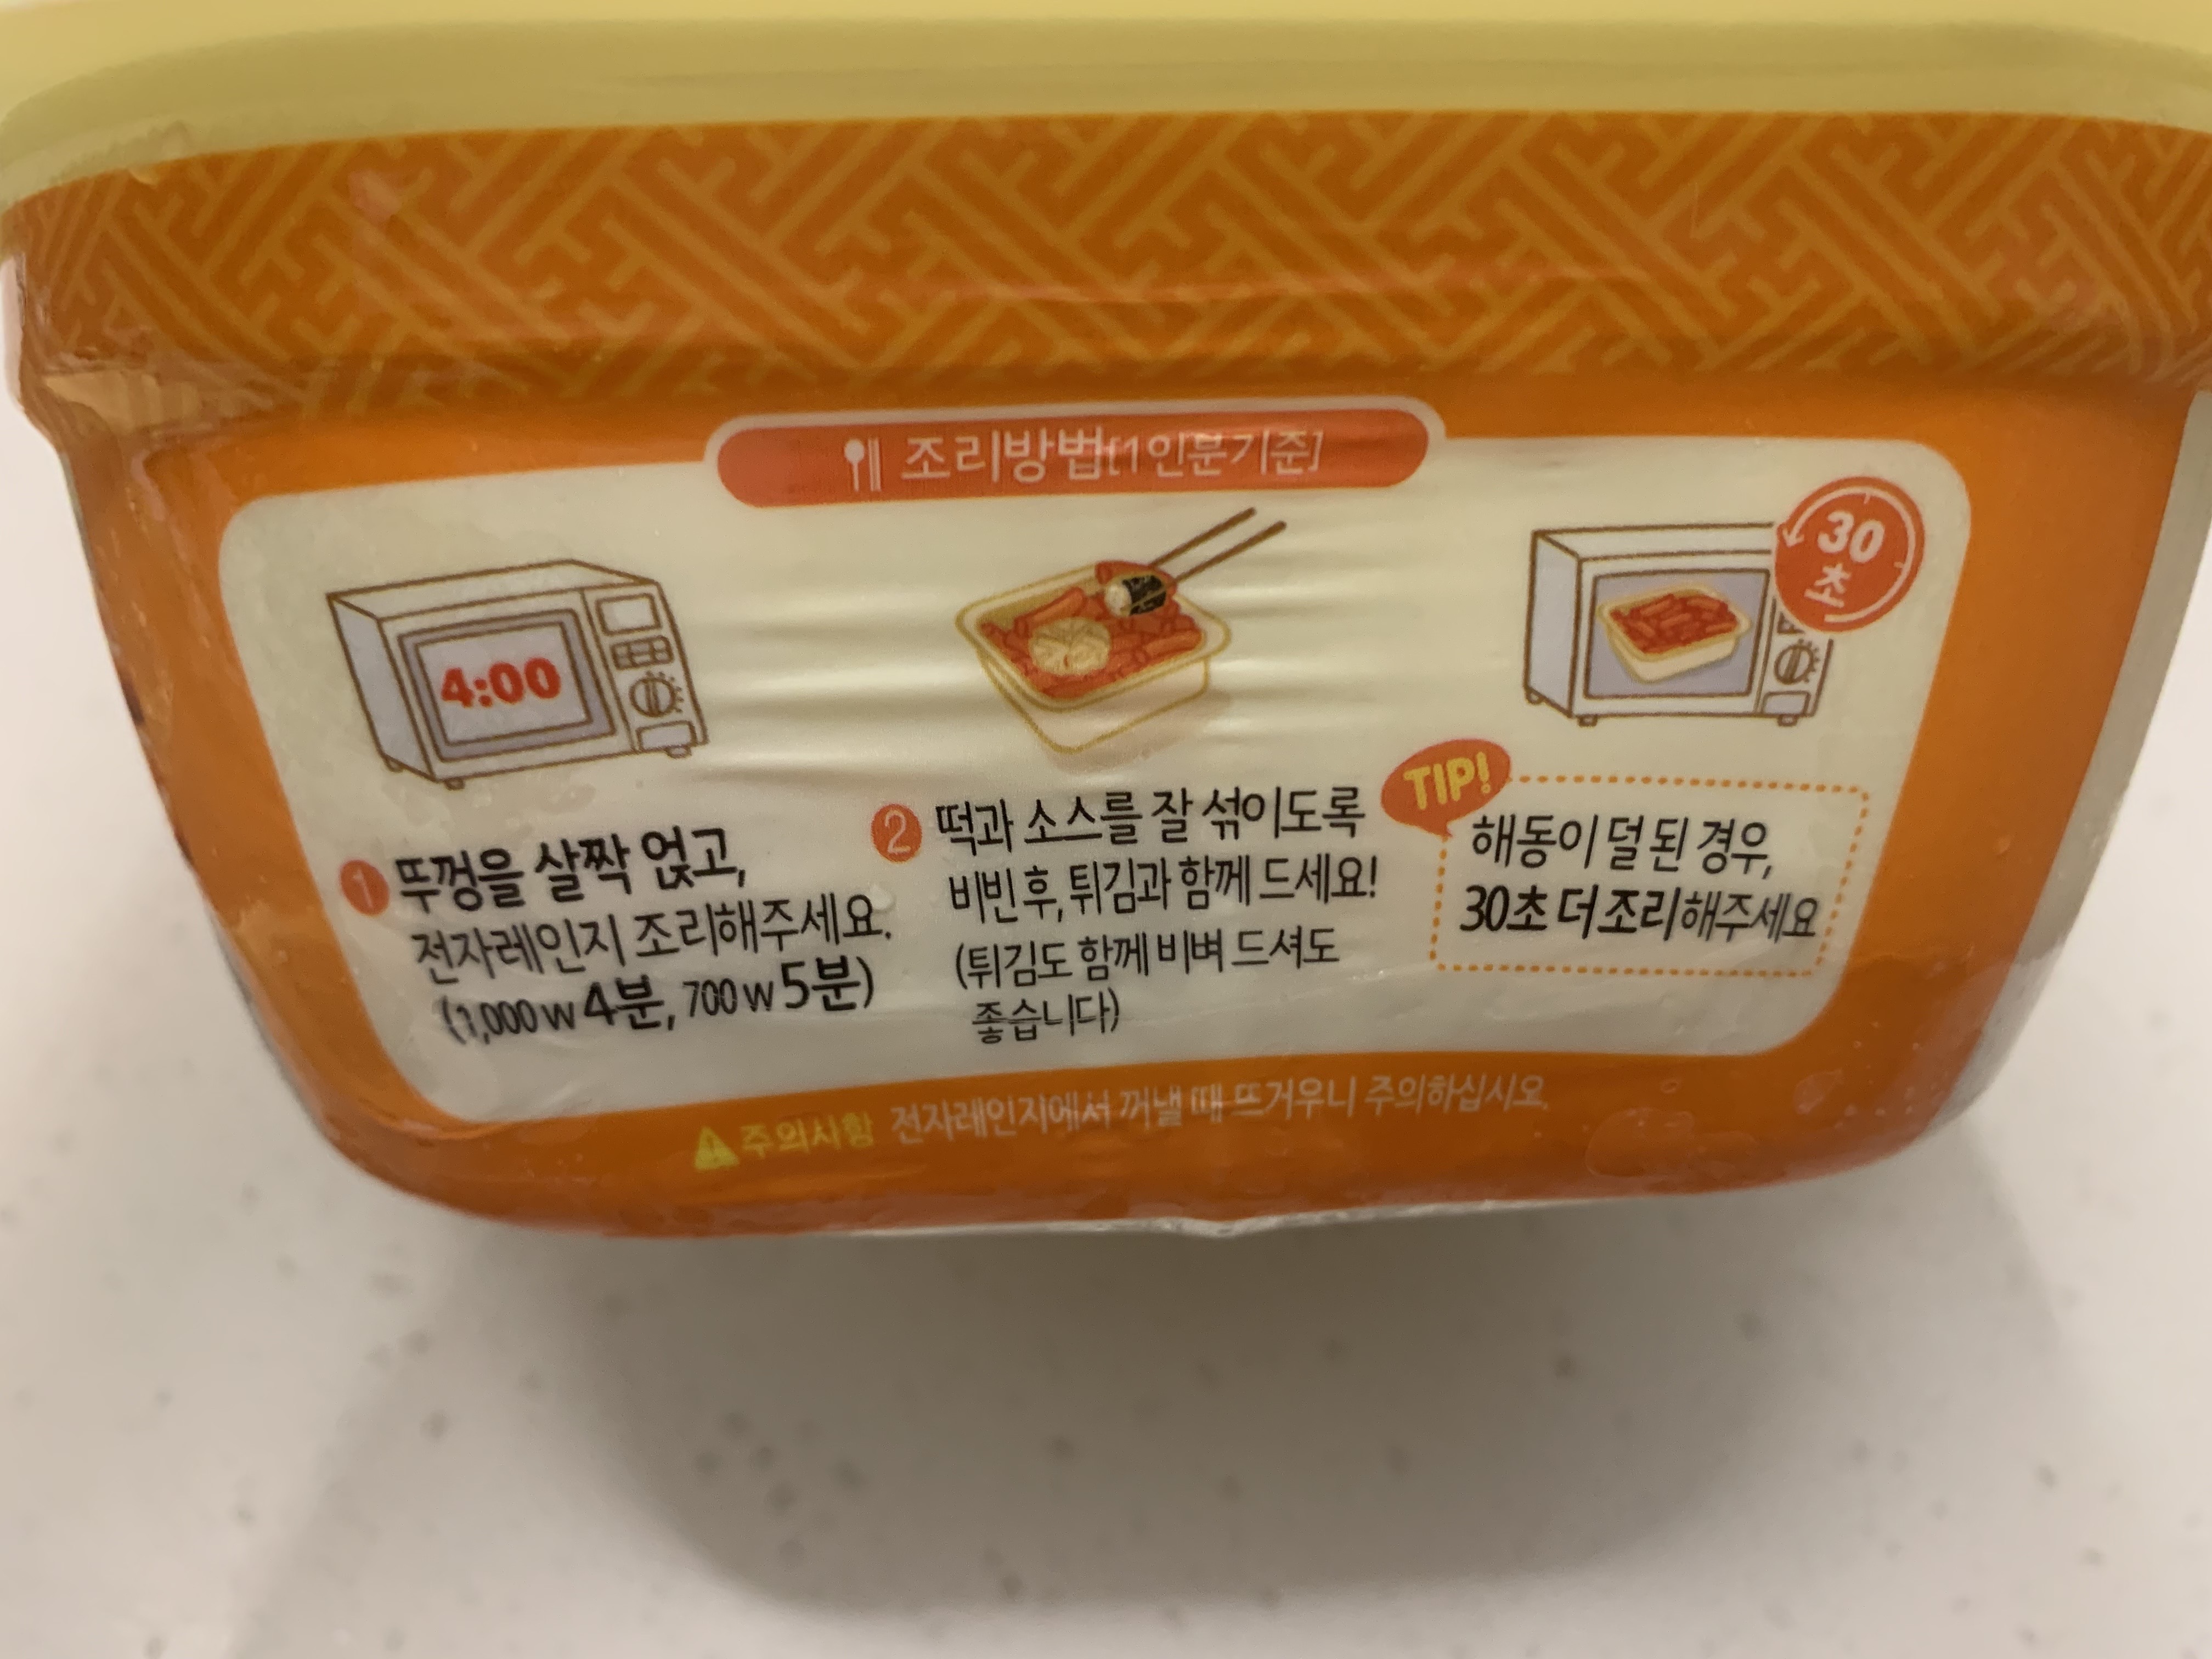 조리방법[1인분기준]
4:00
30
초
1 뚜껑을 살짝 얹고,
전자레인지 조리해주세요.
(1,000w 4분, 700w 5분)
2 떡과 소스를 잘 섞이도록
비빈 후, 튀김과 함께 드세요!
(튀김도 함께 비벼 드셔도
좋습니다)
TIP!
해동이 덜 된 경우,
30초 더 조리해주세요
주의사항 전자레인지에서 꺼낼 때 뜨거우니 주의하십시오.